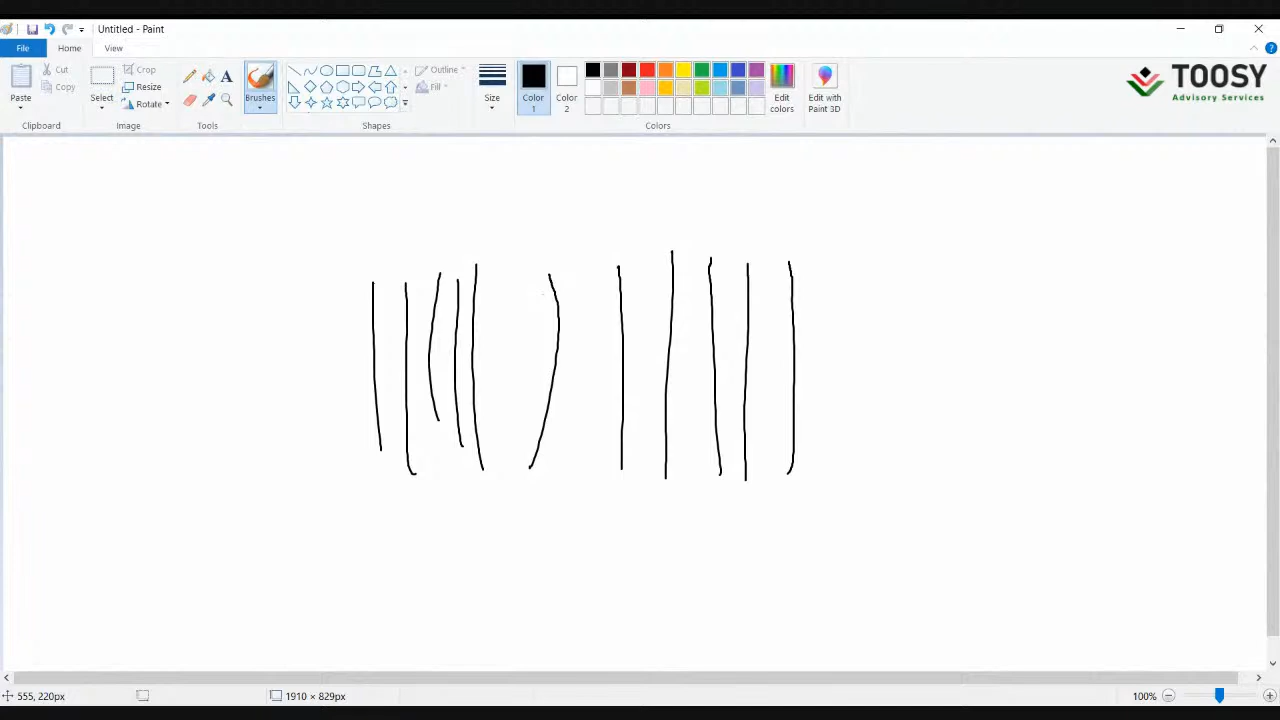 Untitled - Paint
File Home View
Paste
Cut
Copy
Clipboard
Select
Crop
Resize
Rotate
Image
Tools
A
Brushes
Shapes
Outline
Fill
Size
Color 1
Color 2
Edit colors
Edit with Paint 3D
Colors
TOOSY
Advisory Services
555, 220px
1910 × 829px
100%